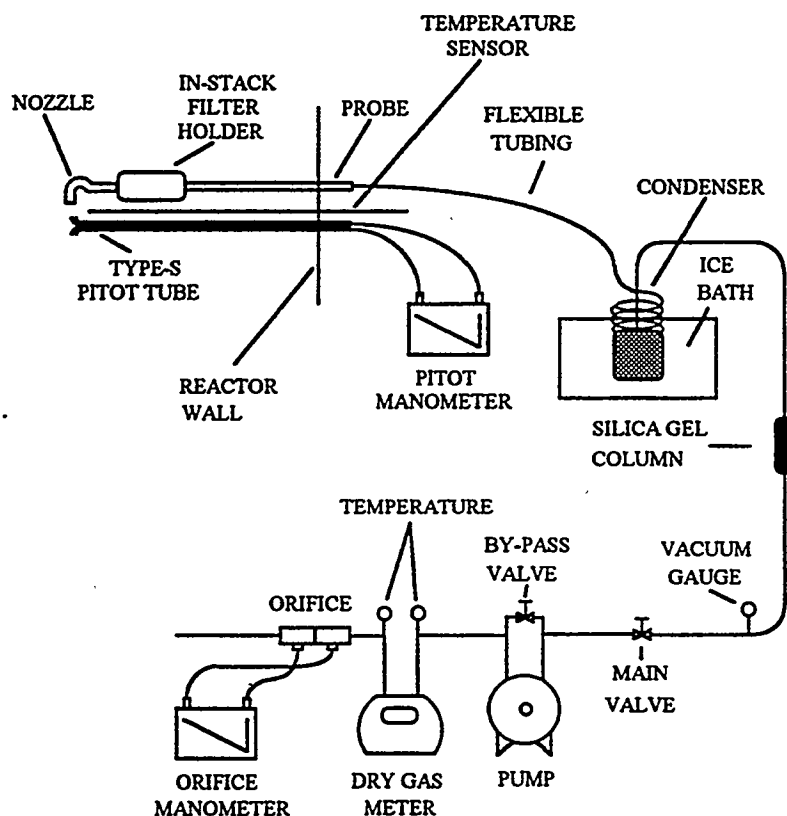 TEMPERATURE
SENSOR
IN-STACK
FILTER
HOLDER
NOZZLE
PROBE
FLEXIBLE
TUBING
CONDENSER
ICE
BATH
TYPE-S
PITOT TUBE
REACTOR
WALL
PITOT
MANOMETER
SILICA GEL
COLUMN
TEMPERATURE
BY-PASS
VALVE
VACUUM
GAUGE
ORIFICE
MAIN
VALVE
ORIFICE
MANOMETER
DRY GAS
METER
PUMP